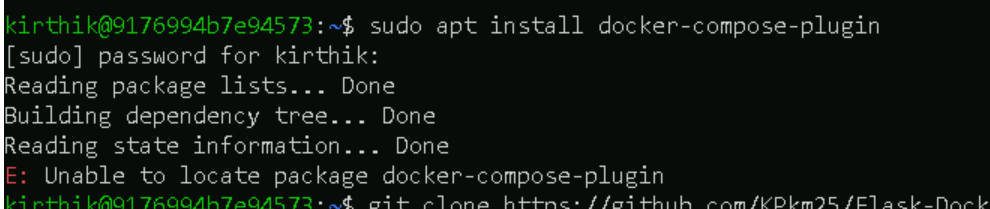 kirthik@9176994b7e94573:~$ sudo apt install docker-compose-plugin
[sudo] password for kirthik:
Reading package lists... Done
Building dependency tree... Done
Reading state information... Done
E: Unable to locate package docker-compose-plugin
kirthik@9176994b7e94573:~$ git clone https://github.com/KPkm25/Flask-Dock